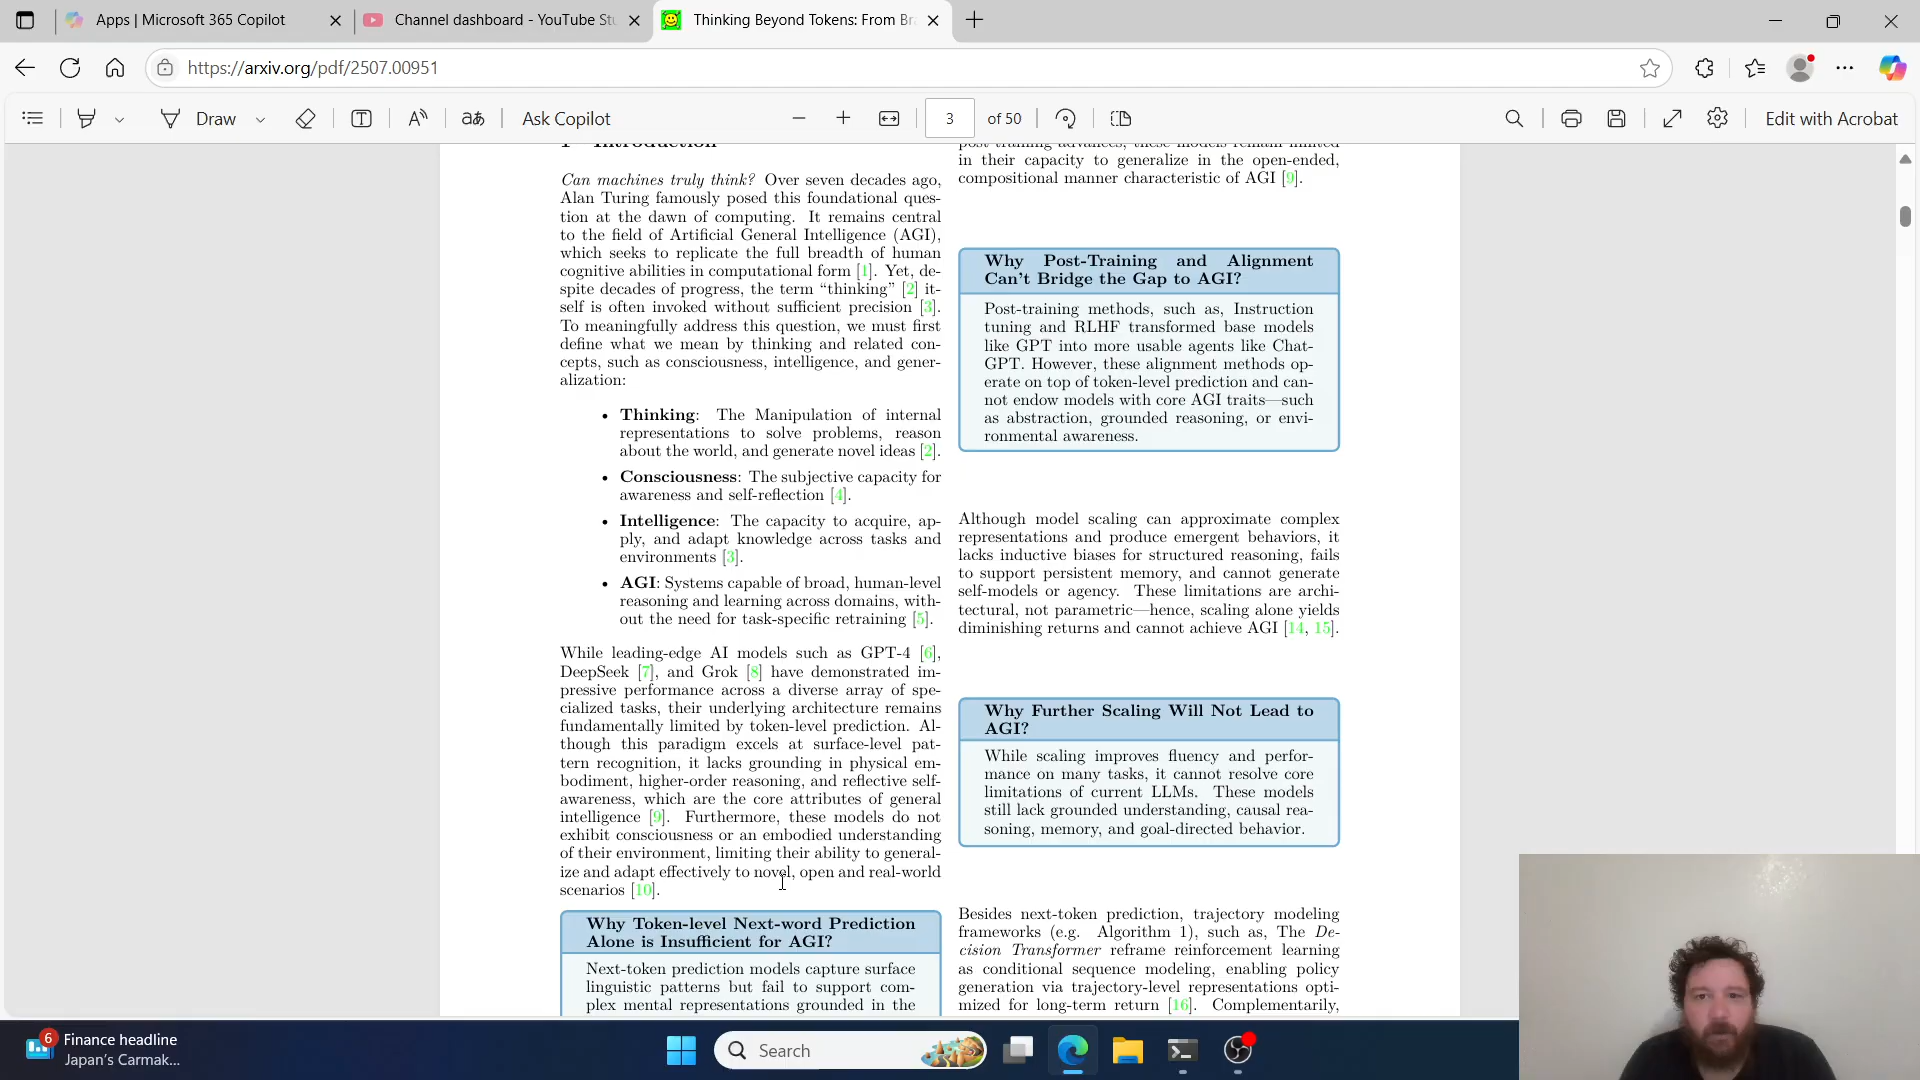 Apps | Microsoft 365 Copilot
Channel dashboard - YouTube Stu
Thinking Beyond Tokens: From Bra
https://arxiv.org/pdf/2507.00951
Draw
Ask Copilot
3 of 50
Edit with Acrobat
1 Introduction
Can machines truly think? Over seven decades ago,
Alan Turing famously posed this foundational ques-
tion at the dawn of computing. It remains central
to the field of Artificial General Intelligence (AGI),
which seeks to replicate the full breadth of human
cognitive abilities in computational form [1]. Yet, de-
spite decades of progress, the term “thinking” [2] it-
self is often invoked without sufficient precision [3].
To meaningfully address this question, we must first
define what we mean by thinking and related con-
cepts, such as consciousness, intelligence, and gener-
alization:
• Thinking: The Manipulation of internal
representations to solve problems, reason
about the world, and generate novel ideas [2].
• Consciousness: The subjective capacity for
awareness and self-reflection [4].
• Intelligence: The capacity to acquire, ap-
ply, and adapt knowledge across tasks and
environments [3].
• AGI: Systems capable of broad, human-level
reasoning and learning across domains, with-
out the need for task-specific retraining [5].
While leading-edge AI models such as GPT-4 [6],
DeepSeek [7], and Grok [8] have demonstrated im-
pressive performance across a diverse array of spe-
cialized tasks, their underlying architecture remains
fundamentally limited by token-level prediction. Al-
though this paradigm excels at surface-level pat-
tern recognition, it lacks grounding in physical em-
bodiment, higher-order reasoning, and reflective self-
awareness, which are the core attributes of general
intelligence [9]. Furthermore, these models do not
exhibit consciousness or an embodied understanding
of their environment, limiting their ability to general-
ize and adapt effectively to novel, open and real-world
scenarios [10].
Why Token-level Next-word Prediction
Alone is Insufficient for AGI?
Next-token prediction models capture surface
linguistic patterns but fail to support com-
plex mental representations grounded in the
post-training advances, these models remain limited
in their capacity to generalize in the open-ended,
compositional manner characteristic of AGI [9].
Why Post-Training and Alignment
Can’t Bridge the Gap to AGI?
Post-training methods, such as, Instruction
tuning and RLHF transformed base models
like GPT into more usable agents like Chat-
GPT. However, these alignment methods op-
erate on top of token-level prediction and can-
not endow models with core AGI traits—such
as abstraction, grounded reasoning, or envi-
ronmental awareness.
Although model scaling can approximate complex
representations and produce emergent behaviors, it
lacks inductive biases for structured reasoning, fails
to support persistent memory, and cannot generate
self-models or agency. These limitations are archi-
tectural, not parametric—hence, scaling alone yields
diminishing returns and cannot achieve AGI [14, 15].
Why Further Scaling Will Not Lead to
AGI?
While scaling improves fluency and perfor-
mance on many tasks, it cannot resolve core
limitations of current LLMs. These models
still lack grounded understanding, causal rea-
soning, memory, and goal-directed behavior.
Besides next-token prediction, trajectory modeling
frameworks (e.g. Algorithm 1), such as, The De-
cision Transformer reframe reinforcement learning
as conditional sequence modeling, enabling policy
generation via trajectory-level representations opti-
mized for long-term return [16]. Complementarily,
6
Finance headline
Japan's Carmak...
Search